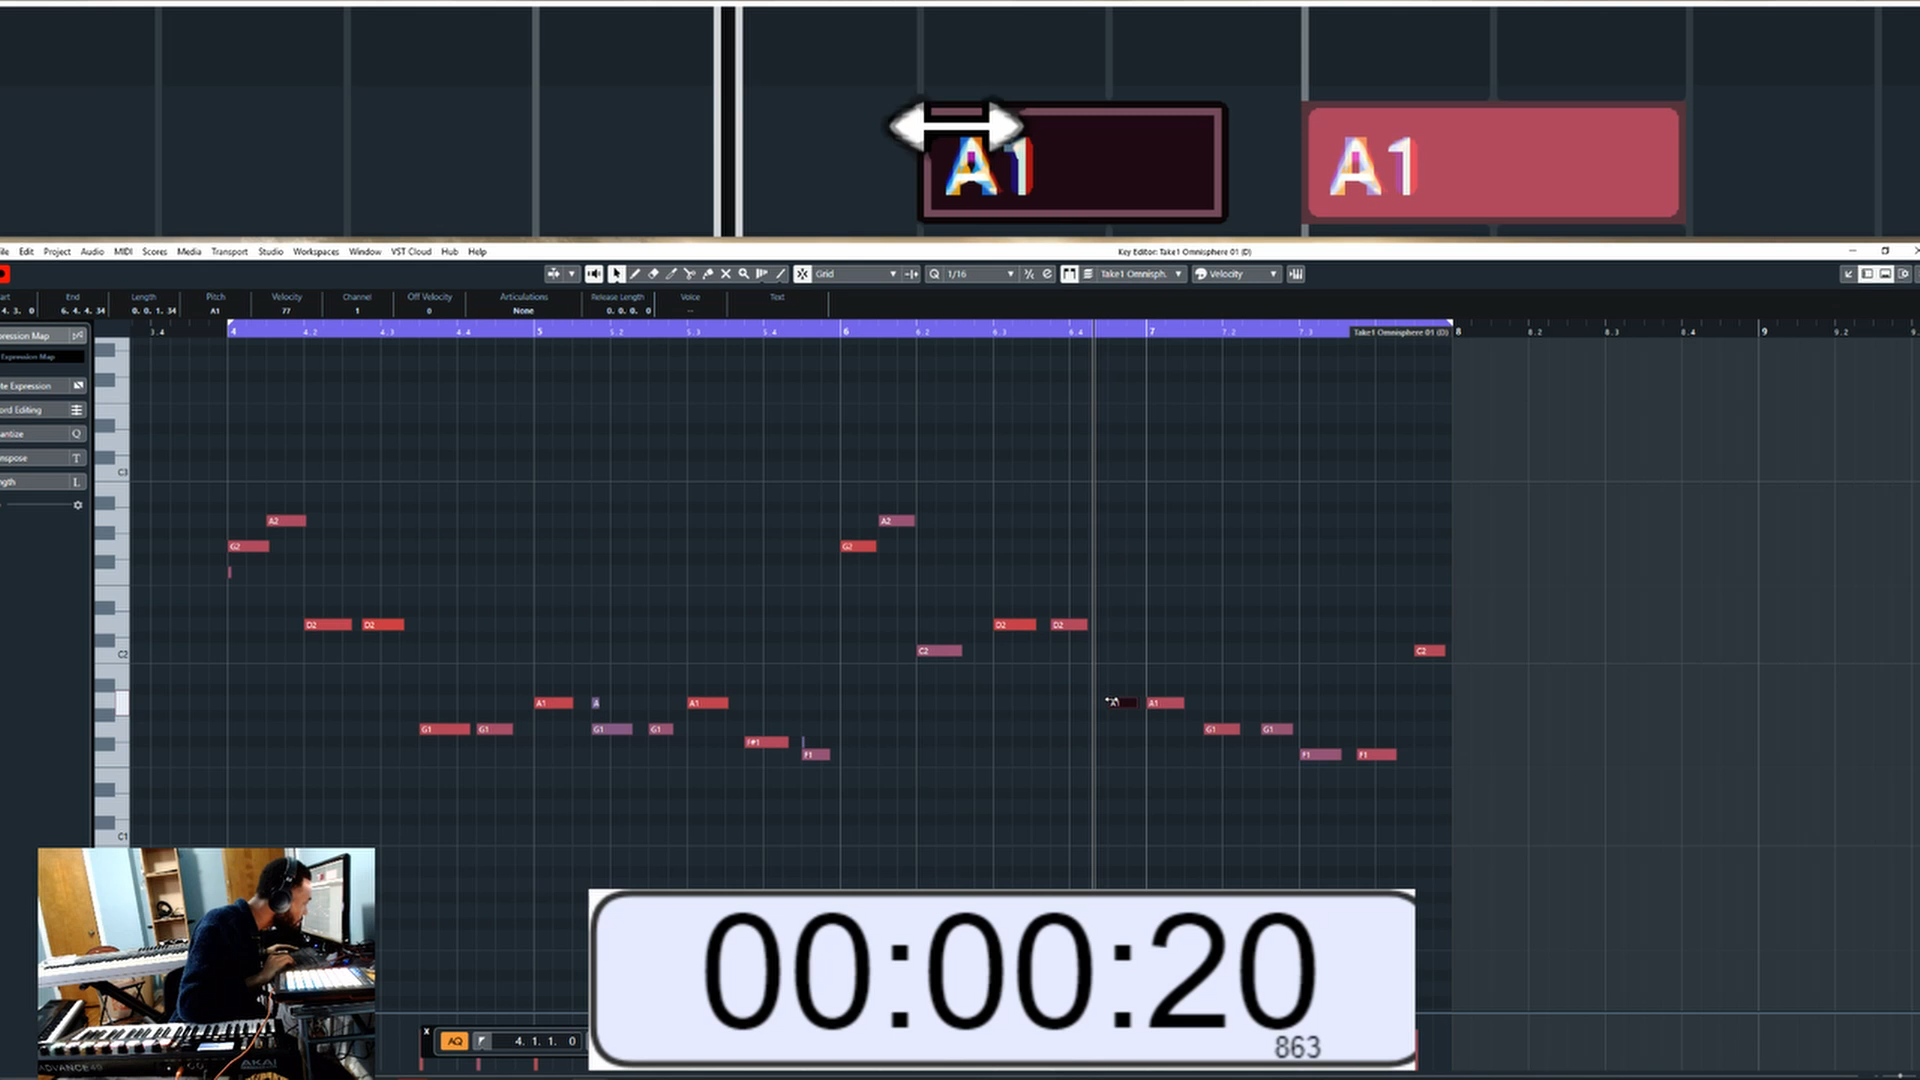 A1 A1
Key Editor: Take1 Omnisphere 01 (D)
ile Edit Project Audio MIDI Scores Media Transport Studio Workspaces Window VST Cloud Hub Help
Grid 1/16 Take1 Omnisph. Velocity
End Length Pitch Velocity Channel Off Velocity Articulations Release Length Voice Text
4. 3. 0 6. 4. 4. 34 0. 0. 1. 34 A1 77 1 0 None 0. 0. 0. 0 --
3.4 4 4.2 4.3 4.4 5 5.2 5.3 5.4 6 6.2 6.3 6.4 7 7.2 7.3 Take1 Omnisphere 01 (D) 8 8.2 8.3 8.4 9 9.2
pression Map
Expression Map
te Expression
ord Editing
antize Q
nspose T
ngth L
C3
A2 A2
G2 G2
D2 D2 D2 D2
C2 C2 C2
A1 A A1 A1 A1
G1 G1 G1 G1 G1 G1
F#1
F1 F1 F1
C1
00:00:20
863
X AQ 4. 1. 1. 0
AKAI
ADVANCE49